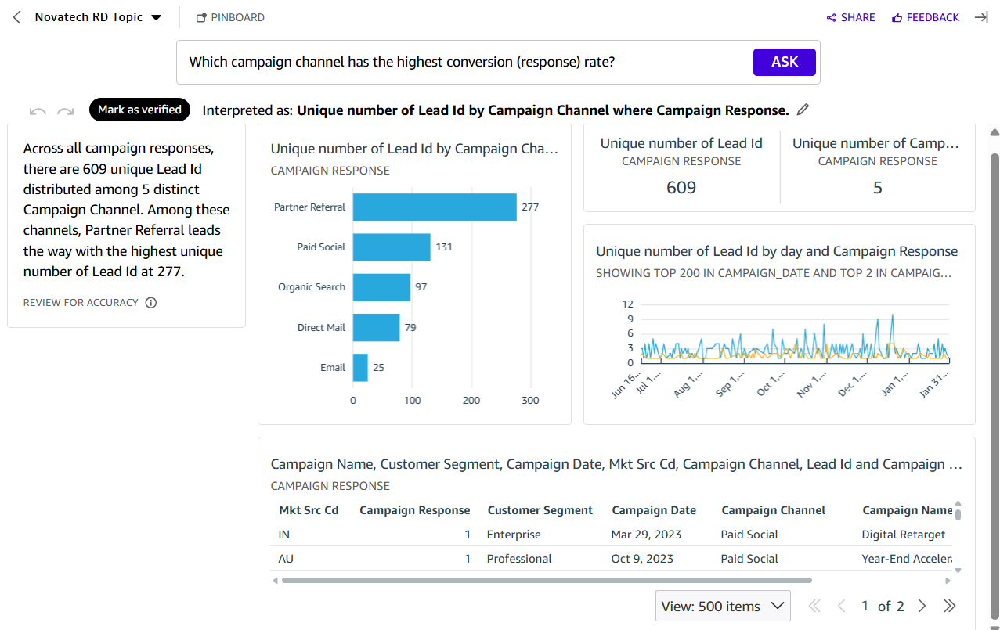 Novatech RD Topic
PINBOARD
SHARE
FEEDBACK
Which campaign channel has the highest conversion (response) rate?
ASK
Mark as verified
Interpreted as: Unique number of Lead Id by Campaign Channel where Campaign Response.
Across all campaign responses,
there are 609 unique Lead Id
distributed among 5 distinct
Campaign Channel. Among these
channels, Partner Referral leads
the way with the highest unique
number of Lead Id at 277.
REVIEW FOR ACCURACY
Unique number of Lead Id by Campaign Cha...
CAMPAIGN RESPONSE
Partner Referral 277
Paid Social 131
Organic Search 97
Direct Mail 79
Email 25
0 100 200 300
Unique number of Lead Id
CAMPAIGN RESPONSE
609
Unique number of Camp...
CAMPAIGN RESPONSE
5
Unique number of Lead Id by day and Campaign Response
SHOWING TOP 200 IN CAMPAIGN_DATE AND TOP 2 IN CAMPAIG...
12
9
6
3
0
Jun 16... Jul 1,... Aug 1,... Sep 1,... Oct 1,... Nov 1,... Dec 1,... Jan 1,... Jan 31...
Campaign Name, Customer Segment, Campaign Date, Mkt Src Cd, Campaign Channel, Lead Id and Campaign ...
CAMPAIGN RESPONSE
Mkt Src Cd Campaign Response Customer Segment Campaign Date Campaign Channel Campaign Name
IN 1 Enterprise Mar 29, 2023 Paid Social Digital Retarget
AU 1 Professional Oct 9, 2023 Paid Social Year-End Acceler
View: 500 items 1 of 2